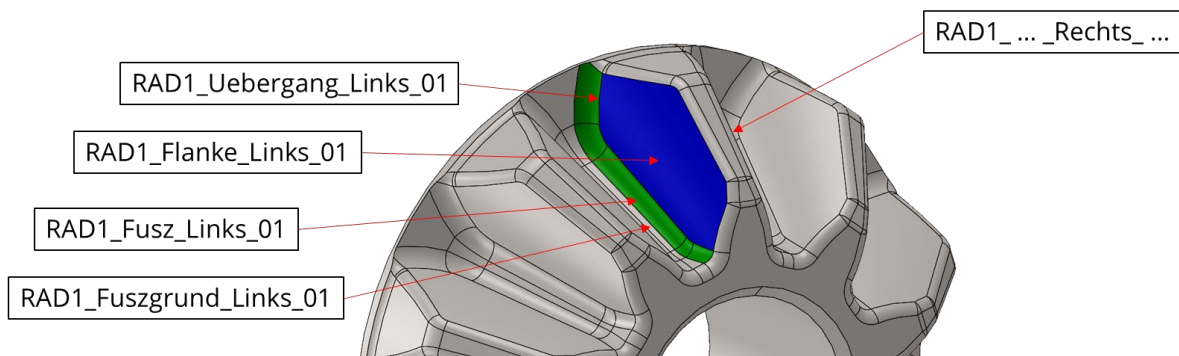 RAD1_ ... _Rechts_ ...
RAD1_Uebergang_Links_01
RAD1_Flanke_Links_01
RAD1_Fusz_Links_01
RAD1_Fuszgrund_Links_01